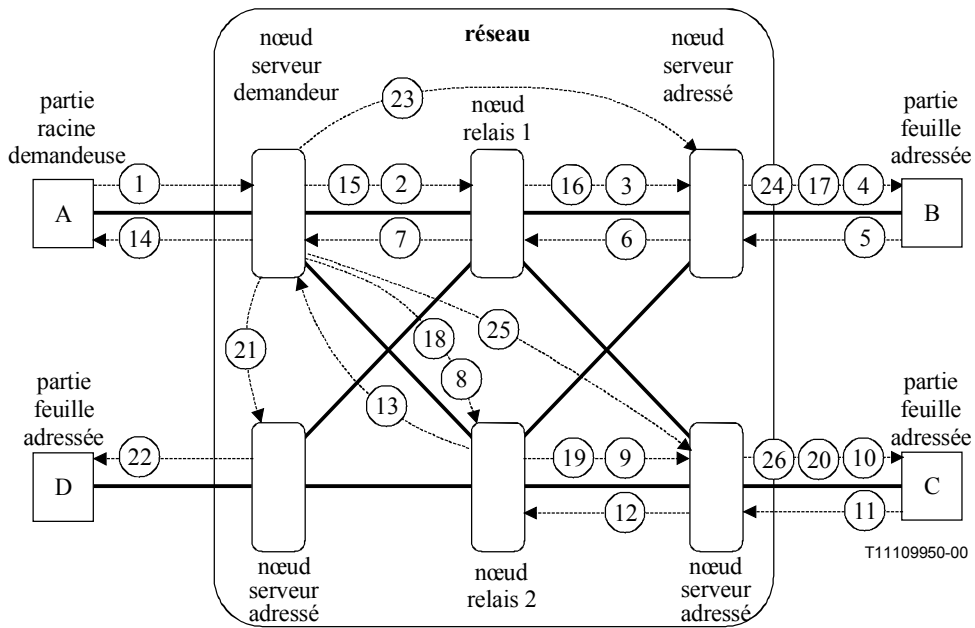 réseau
nœud
serveur
demandeur
nœud
serveur
adressé
nœud
relais 1
partie
racine
demandeuse
partie
feuille
adressée
23
1
15
2
16
3
24
17
4
A
B
14
7
6
5
21
18
25
8
13
partie
feuille
adressée
partie
feuille
adressée
22
19
9
26
20
10
D
C
12
11
T11109950-00
nœud
serveur
adressé
nœud
relais 2
nœud
serveur
adressé